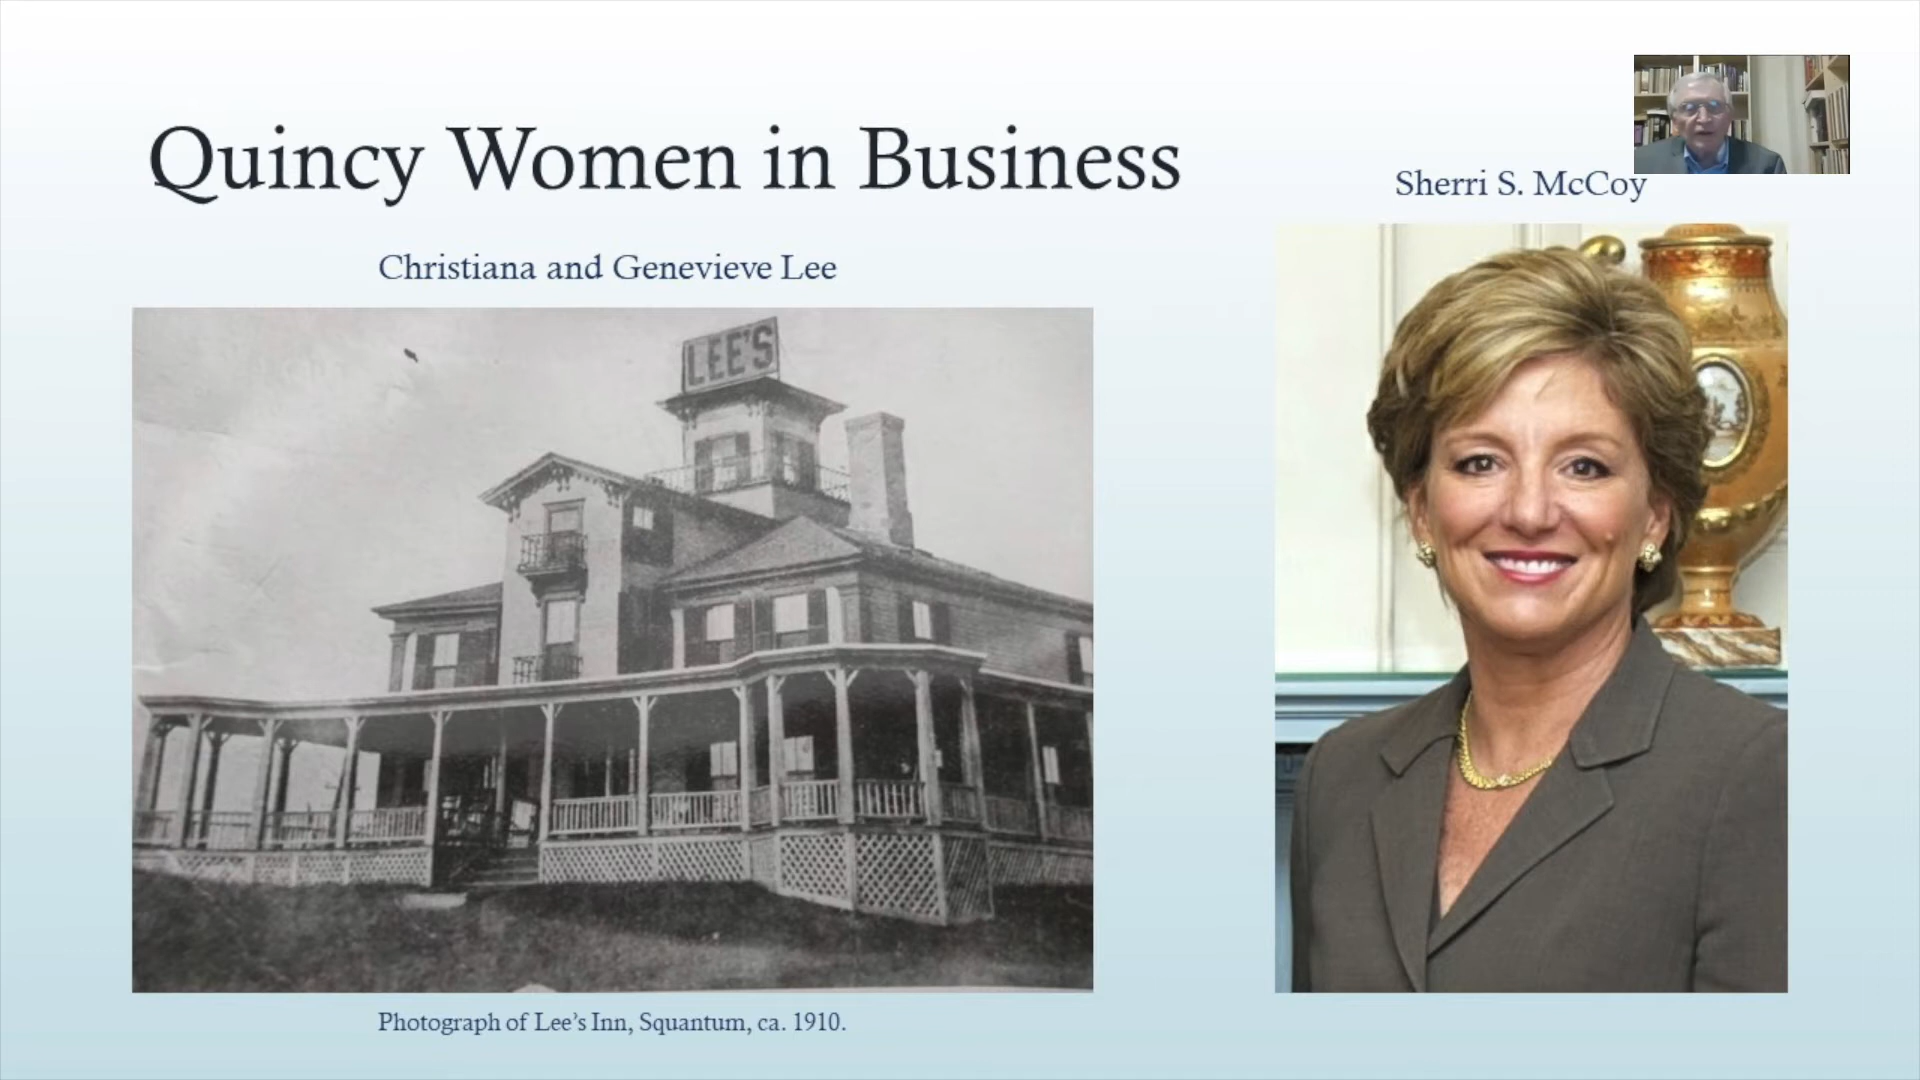 Quincy Women in Business
Sherri S. McCoy
Christiana and Genevieve Lee
LEE'S
Photograph of Lee's Inn, Squantum, ca. 1910.